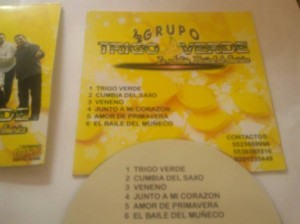 GRUPO
TRIGO VERDE
1 TRIGO VERDE
2 CUMBIA DEL SAXO
3 VENENO
4 JUNTO A MI CORAZON
5 AMOR DE PRIMAVERA
6 EL BAILE DEL MUÑECO
CONTACTOS
1 TRIGO VERDE
2 CUMBIA DEL SAXO
3 VENENO
4 JUNTO A MI CORAZON
5 AMOR DE PRIMAVERA
6 EL BAILE DEL MUÑECO